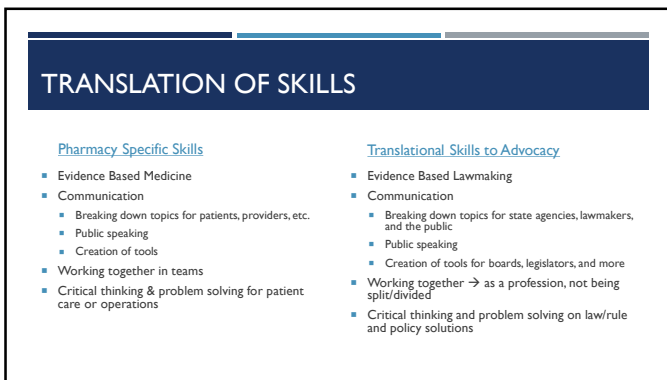 TRANSLATION OF SKILLS
Pharmacy Specific Skills
▪ Evidence Based Medicine
▪ Communication
▪ Breaking down topics for patients, providers, etc.
▪ Public speaking
▪ Creation of tools
▪ Working together in teams
▪ Critical thinking & problem solving for patient
care or operations
Translational Skills to Advocacy
▪ Evidence Based Lawmaking
▪ Communication
▪ Breaking down topics for state agencies, lawmakers,
and the public
▪ Public speaking
▪ Creation of tools for boards, legislators, and more
▪ Working together → as a profession, not being
split/divided
▪ Critical thinking and problem solving on law/rule
and policy solutions